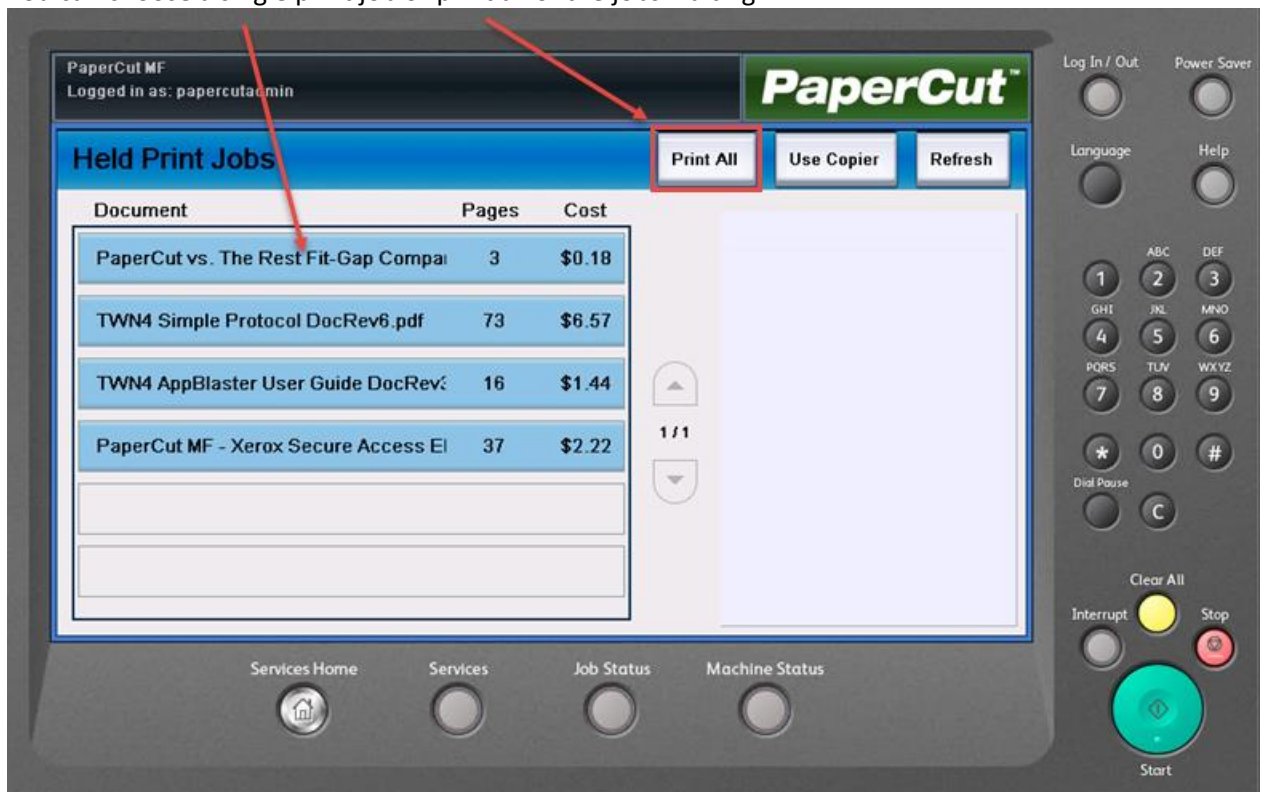 PaperCut MF
Logged in as: papercutadmin
PaperCut™
Held Print Jobs
Print All
Use Copier
Refresh
Document Pages Cost
PaperCut vs. The Rest Fit-Gap Compar 3 $0.18
TWN4 Simple Protocol DocRev6.pdf 73 $6.57
TWN4 AppBlaster User Guide DocRev3 16 $1.44
PaperCut MF - Xerox Secure Access El 37 $2.22
1/1
Services Home
Services
Job Status
Machine Status
Log In / Out
Power Saver
Language
Help
ABC DEF
1 2 3
GHI JKL MNO
4 5 6
PQRS TUV WXYZ
7 8 9
* 0 #
Dial Pause
C
Clear All
Interrupt
Stop
Start